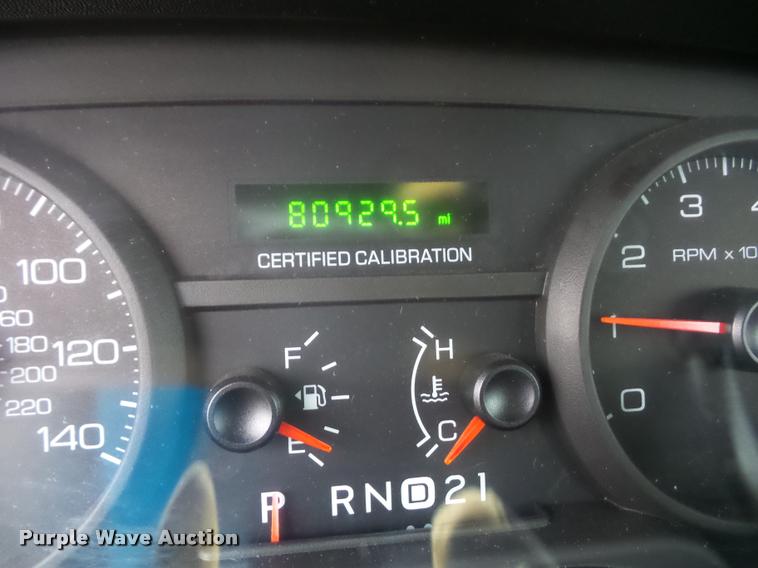 80929.5 mi
CERTIFIED CALIBRATION
100
120
140
60
180
200
220
F
E
H
C
3
2
1
0
RPM x 10
P R N D 2 1
Purple Wave Auction